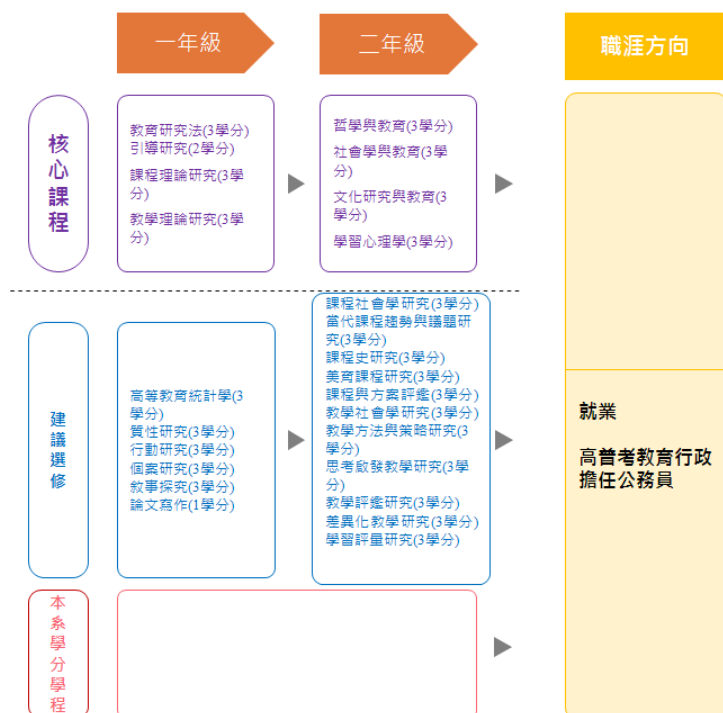 一年級
二年級
職涯方向
核心課程
教育研究法(3學分)
引導研究(2學分)
課程理論研究(3學
分)
教學理論研究(3學
分)
哲學與教育(3學分)
社會學與教育(3學
分)
文化研究與教育(3
學分)
學習心理學(3學分)
建議選修
高等教育統計學(3
學分)
質性研究(3學分)
行動研究(3學分)
個案研究(3學分)
敘事探究(3學分)
論文寫作(1學分)
課程社會學研究(3學分)
當代課程趨勢與議題研
究(3學分)
課程史研究(3學分)
美育課程研究(3學分)
課程與方案評鑑(3學分)
教學社會學研究(3學分)
教學方法與策略研究(3
學分)
思考啟發教學研究(3學
分)
教學評鑑研究(3學分)
差異化教學研究(3學分)
學習評量研究(3學分)
就業
高普考教育行政
擔任公務員
本系學分學程